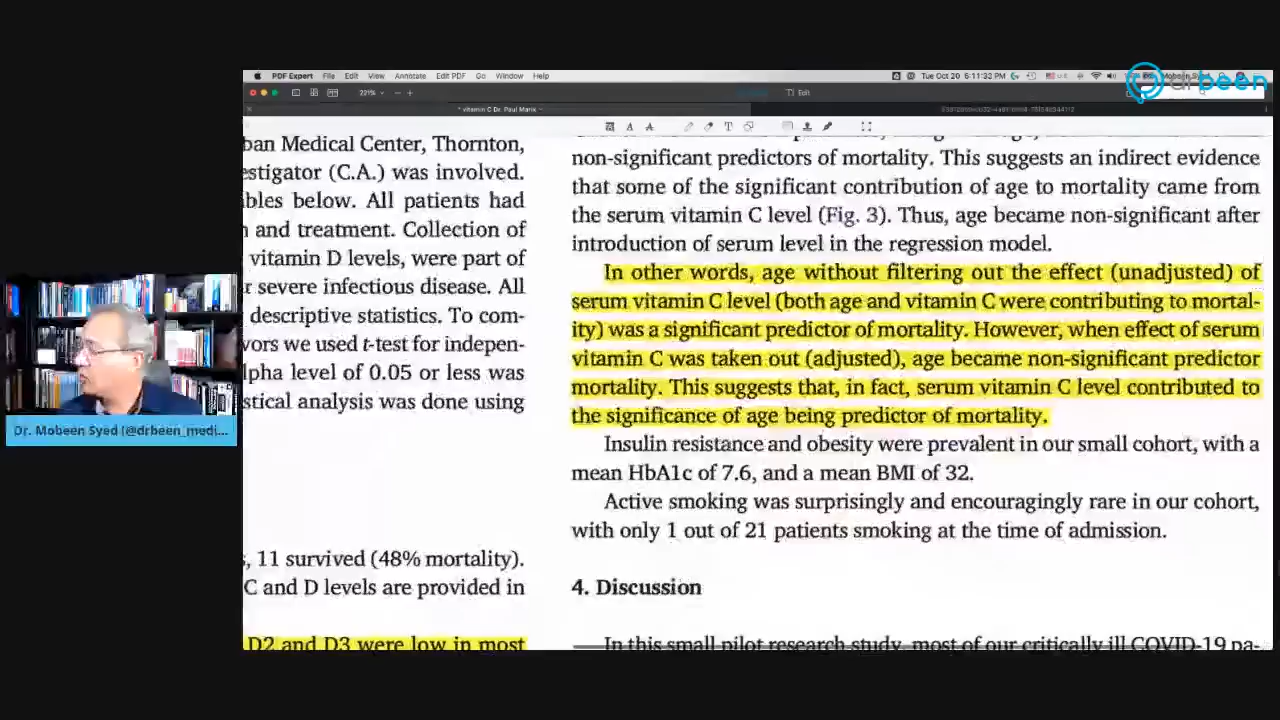 PDF Expert File Edit View Annotate Edit PDF Go Window Help
Tue Oct 20 6:11:32 PM
drbeen
221%
Edit
vitamin C Dr. Paul Marik
ban Medical Center, Thornton,
estigator (C.A.) was involved.
bles below. All patients had
n and treatment. Collection of
vitamin D levels, were part of
r severe infectious disease. All
descriptive statistics. To com-
vors we used t-test for indepen-
lpha level of 0.05 or less was
stical analysis was done using
, 11 survived (48% mortality).
C and D levels are provided in
D2 and D3 were low in most
non-significant predictors of mortality. This suggests an indirect evidence
that some of the significant contribution of age to mortality came from
the serum vitamin C level (Fig. 3). Thus, age became non-significant after
introduction of serum level in the regression model.
In other words, age without filtering out the effect (unadjusted) of
serum vitamin C level (both age and vitamin C were contributing to mortal-
ity) was a significant predictor of mortality. However, when effect of serum
vitamin C was taken out (adjusted), age became non-significant predictor
mortality. This suggests that, in fact, serum vitamin C level contributed to
the significance of age being predictor of mortality.
Insulin resistance and obesity were prevalent in our small cohort, with a
mean HbA1c of 7.6, and a mean BMI of 32.
Active smoking was surprisingly and encouragingly rare in our cohort,
with only 1 out of 21 patients smoking at the time of admission.
4. Discussion
In this small pilot research study, most of our critically ill COVID-19 pa-
Dr. Mobeen Syed (@drbeen_medi...